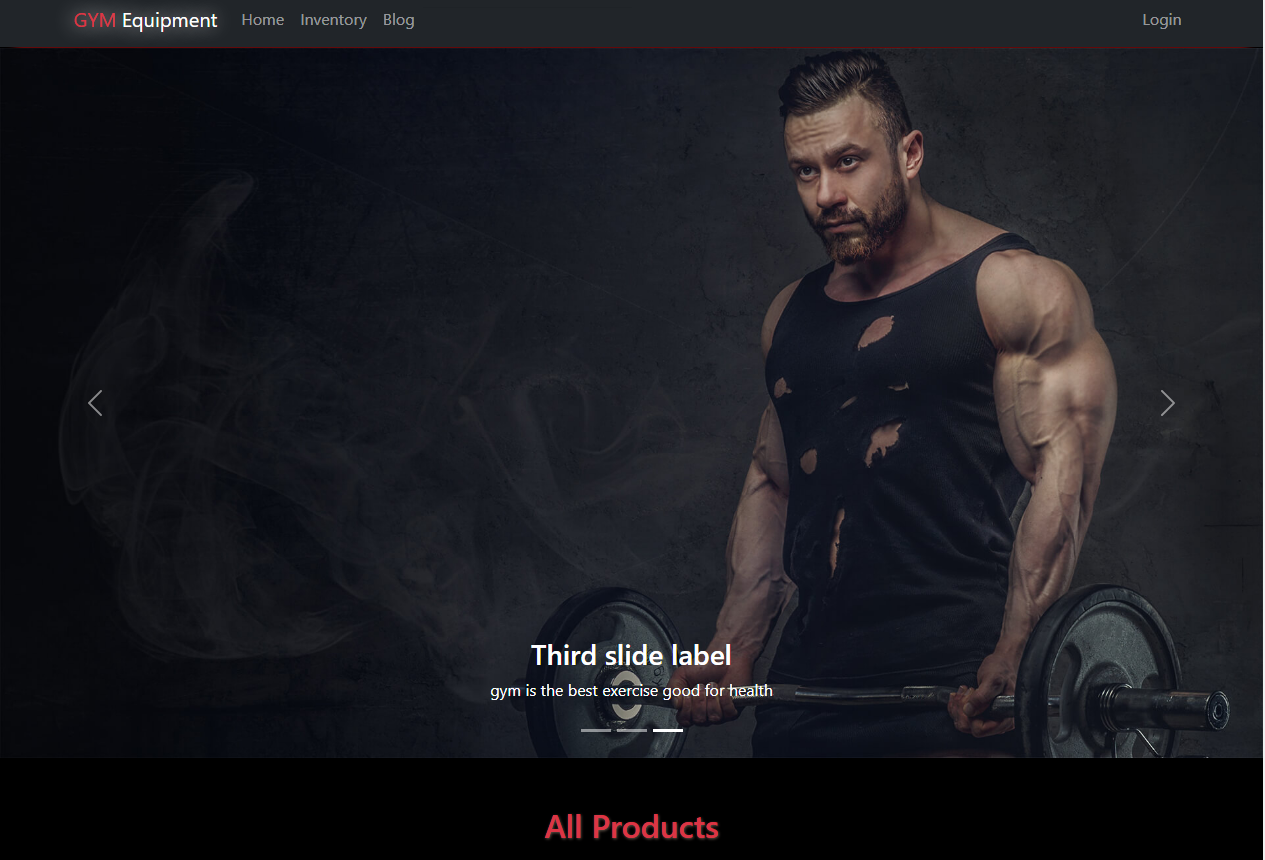 GYM Equipment Home Inventory Blog Login
Third slide label
gym is the best exercise good for health
All Products